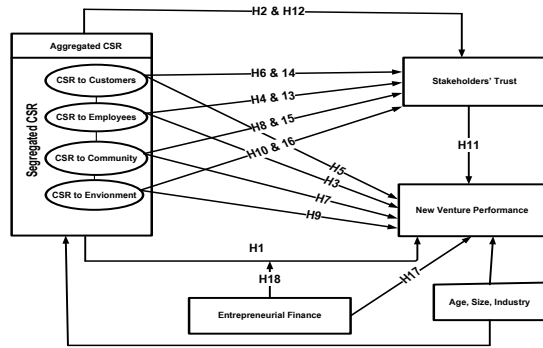 H2 & H12
Aggregated CSR
Segregated CSR
CSR to Customers
CSR to Employees
CSR to Community
CSR to Envionment
H6 & 14
H4 & 13
H8 & 15
H10 & 16
H5
H3
H7
H9
Stakeholders' Trust
H11
New Venture Performance
H1
H18
H17
Entrepreneurial Finance
Age, Size, Industry